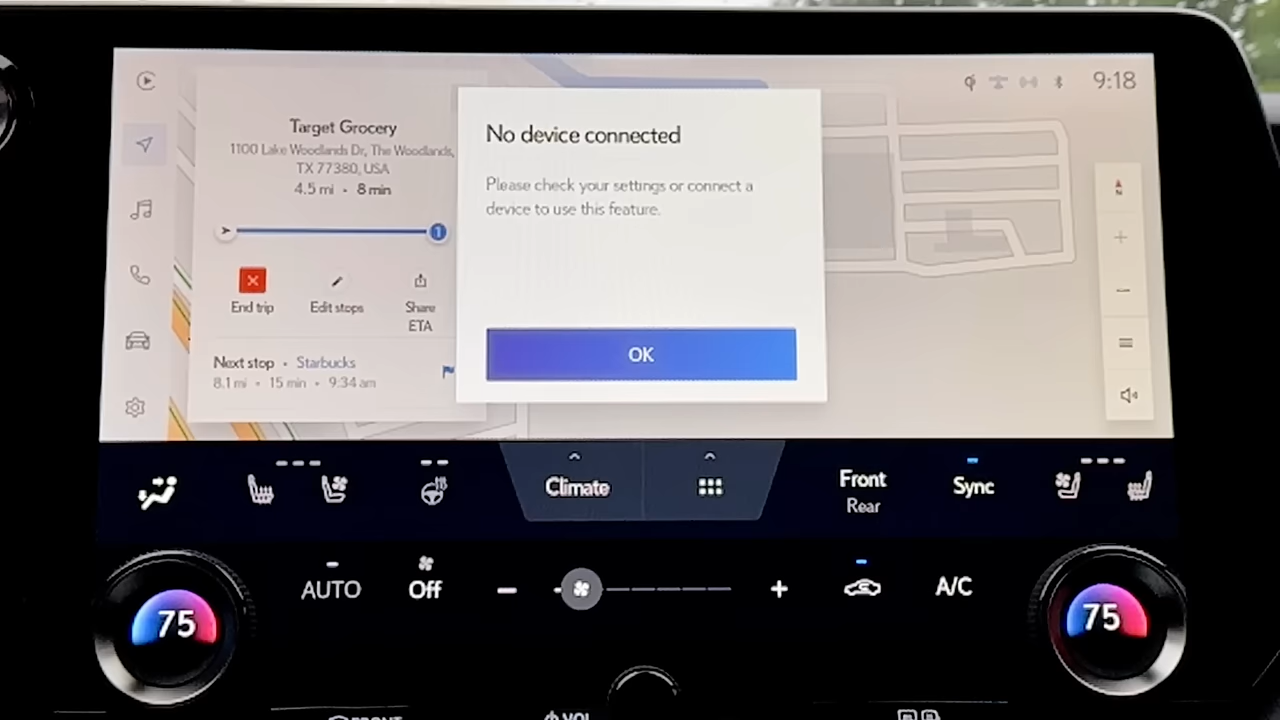 9:18
Target Grocery
1100 Lake Woodlands Dr, The Woodlands,
TX 77380, USA
4.5 mi • 8 min
1
End trip
Edit stops
Share
ETA
Next stop • Starbucks
8.1 mi • 15 min • 9:34 am
No device connected
Please check your settings or connect a
device to use this feature.
OK
N
Climate
Front
Rear
Sync
AUTO
Off
A/C
75
75
FRONT
VOL